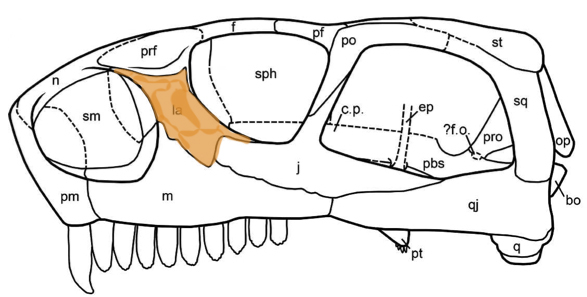 f
pf
po
st
prf
n
sph
la
sm
sq
c.p.
ep
?f.o.
pro
op
pbs
j
bo
pm
m
qj
q
pt